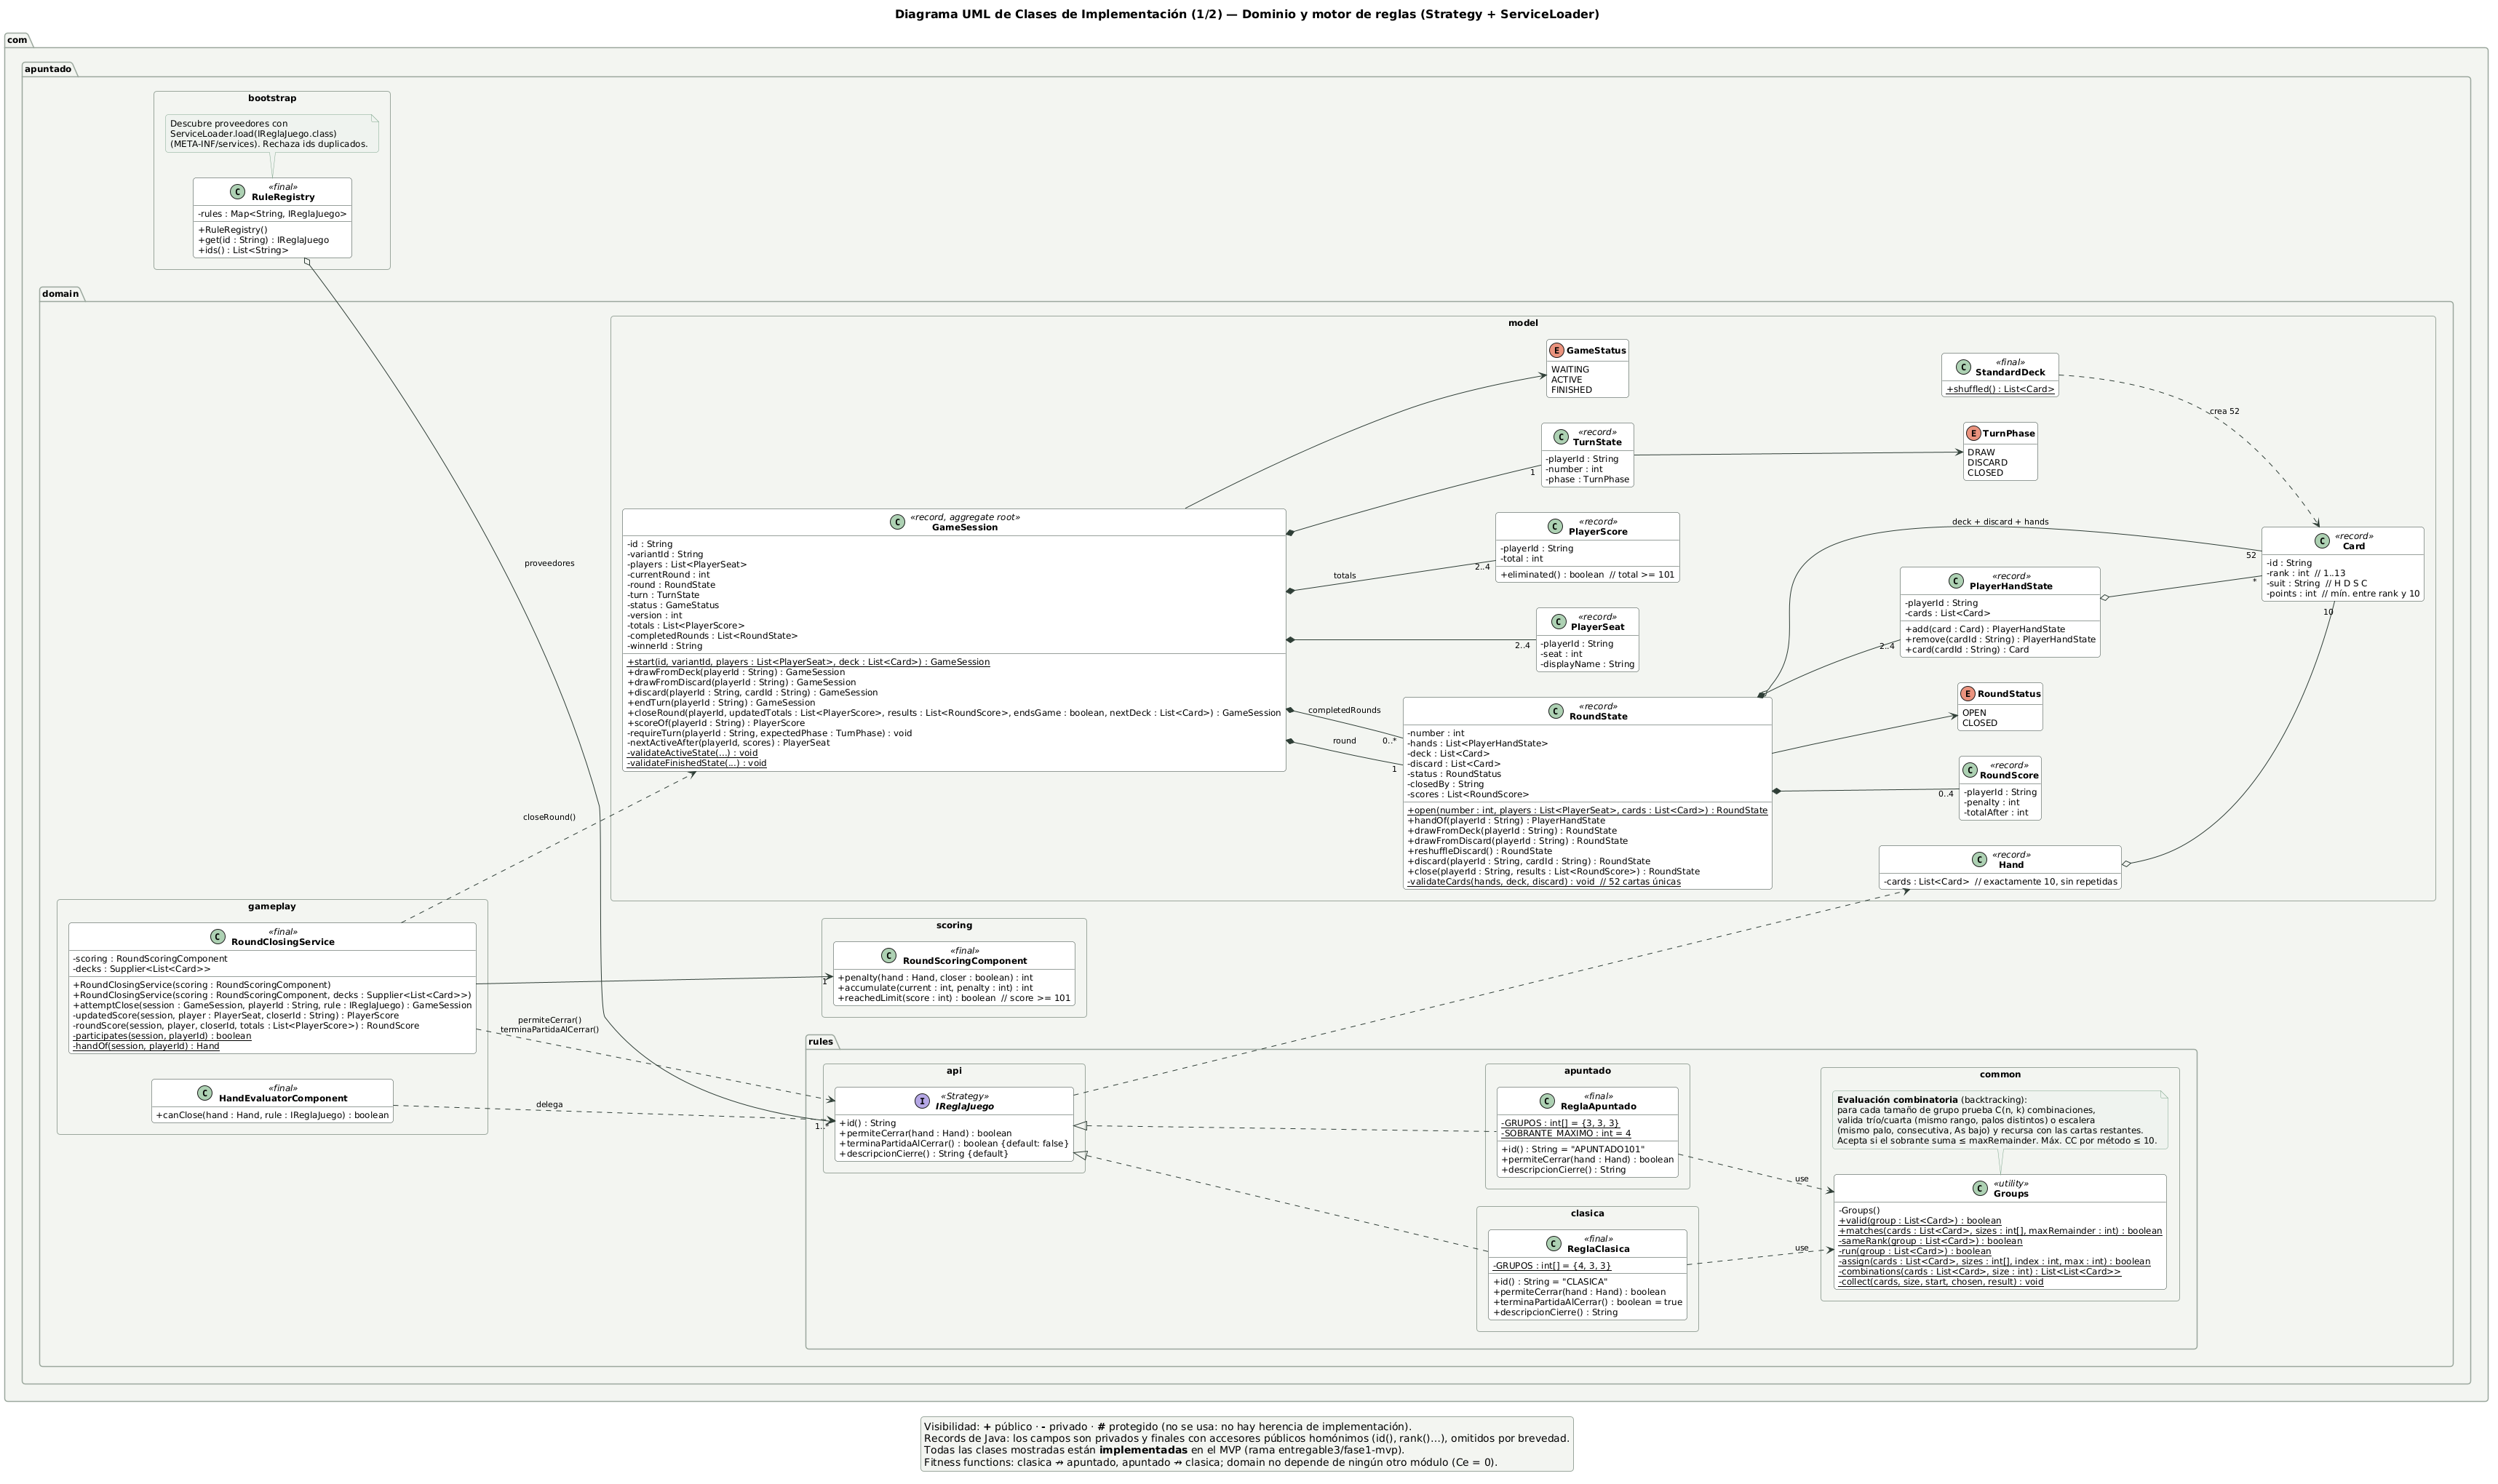 Diagrama UML de Clases de Implementación (1/2) — Dominio y motor de reglas (Strategy + ServiceLoader)
com
apuntado
bootstrap
Descubre proveedores con
ServiceLoader.load(IReglaJuego.class)
(META-INF/services). Rechaza ids duplicados.
C «final»
RuleRegistry
-rules : Map<String, IReglaJuego>
+RuleRegistry()
+get(id : String) : IReglaJuego
+ids() : List<String>
proveedores
1..*
domain
model
E GameStatus
WAITING
ACTIVE
FINISHED
C «final»
StandardDeck
+shuffled() : List<Card>
crea 52
C «record»
TurnState
-playerId : String
-number : int
-phase : TurnPhase
1
E TurnPhase
DRAW
DISCARD
CLOSED
C «record, aggregate root»
GameSession
-id : String
-variantId : String
-players : List<PlayerSeat>
-currentRound : int
-round : RoundState
-turn : TurnState
-status : GameStatus
-version : int
-totals : List<PlayerScore>
-completedRounds : List<RoundState>
-winnerId : String
+start(id, variantId, players : List<PlayerSeat>, deck : List<Card>) : GameSession
+drawFromDeck(playerId : String) : GameSession
+drawFromDiscard(playerId : String) : GameSession
+discard(playerId : String, cardId : String) : GameSession
+endTurn(playerId : String) : GameSession
+closeRound(playerId, updatedTotals : List<PlayerScore>, results : List<RoundScore>, endsGame : boolean, nextDeck : List<Card>) : GameSession
+scoreOf(playerId : String) : PlayerScore
-requireTurn(playerId : String, expectedPhase : TurnPhase) : void
-nextActiveAfter(playerId, scores) : PlayerSeat
-validateActiveState(...) : void
-validateFinishedState(...) : void
totals
2..4
C «record»
PlayerScore
-playerId : String
-total : int
+eliminated() : boolean // total >= 101
2..4
C «record»
PlayerSeat
-playerId : String
-seat : int
-displayName : String
completedRounds
0..*
round
1
deck + discard + hands
52
C «record»
Card
-id : String
-rank : int // 1..13
-suit : String // H D S C
-points : int // mín. entre rank y 10
*
10
C «record»
PlayerHandState
-playerId : String
-cards : List<Card>
+add(card : Card) : PlayerHandState
+remove(cardId : String) : PlayerHandState
+card(cardId : String) : Card
2..4
C «record»
RoundState
-number : int
-hands : List<PlayerHandState>
-deck : List<Card>
-discard : List<Card>
-status : RoundStatus
-closedBy : String
-scores : List<RoundScore>
+open(number : int, players : List<PlayerSeat>, cards : List<Card>) : RoundState
+handOf(playerId : String) : PlayerHandState
+drawFromDeck(playerId : String) : RoundState
+drawFromDiscard(playerId : String) : RoundState
+reshuffleDiscard() : RoundState
+discard(playerId : String, cardId : String) : RoundState
+close(playerId : String, results : List<RoundScore>) : RoundState
-validateCards(hands, deck, discard) : void // 52 cartas únicas
E RoundStatus
OPEN
CLOSED
0..4
C «record»
RoundScore
-playerId : String
-penalty : int
-totalAfter : int
C «record»
Hand
-cards : List<Card> // exactamente 10, sin repetidas
closeRound()
gameplay
C «final»
RoundClosingService
-scoring : RoundScoringComponent
-decks : Supplier<List<Card>>
+RoundClosingService(scoring : RoundScoringComponent)
+RoundClosingService(scoring : RoundScoringComponent, decks : Supplier<List<Card>>)
+attemptClose(session : GameSession, playerId : String, rule : IReglaJuego) : GameSession
-updatedScore(session, player : PlayerSeat, closerId : String) : PlayerScore
-roundScore(session, player, closerId, totals : List<PlayerScore>) : RoundScore
-participates(session, playerId) : boolean
-handOf(session, playerId) : Hand
C «final»
HandEvaluatorComponent
+canClose(hand : Hand, rule : IReglaJuego) : boolean
permiteCerrar()
terminaPartidaAlCerrar()
delega
scoring
1
C «final»
RoundScoringComponent
+penalty(hand : Hand, closer : boolean) : int
+accumulate(current : int, penalty : int) : int
+reachedLimit(score : int) : boolean // score >= 101
rules
api
I «Strategy»
IReglaJuego
+id() : String
+permiteCerrar(hand : Hand) : boolean
+terminaPartidaAlCerrar() : boolean {default: false}
+descripcionCierre() : String {default}
apuntado
C «final»
ReglaApuntado
-GRUPOS : int[] = {3, 3, 3}
-SOBRANTE_MAXIMO : int = 4
+id() : String = "APUNTADO101"
+permiteCerrar(hand : Hand) : boolean
+descripcionCierre() : String
use
clasica
C «final»
ReglaClasica
-GRUPOS : int[] = {4, 3, 3}
+id() : String = "CLASICA"
+permiteCerrar(hand : Hand) : boolean
+terminaPartidaAlCerrar() : boolean = true
+descripcionCierre() : String
use
common
Evaluación combinatoria (backtracking):
para cada tamaño de grupo prueba C(n, k) combinaciones,
valida trío/cuarta (mismo rango, palos distintos) o escalera
(mismo palo, consecutiva, As bajo) y recursa con las cartas restantes.
Acepta si el sobrante suma ≤ maxRemainder. Máx. CC por método ≤ 10.
C «utility»
Groups
-Groups()
+valid(group : List<Card>) : boolean
+matches(cards : List<Card>, sizes : int[], maxRemainder : int) : boolean
-sameRank(group : List<Card>) : boolean
-run(group : List<Card>) : boolean
-assign(cards : List<Card>, sizes : int[], index : int, max : int) : boolean
-combinations(cards : List<Card>, size : int) : List<List<Card>>
-collect(cards, size, start, chosen, result) : void
Visibilidad: + público · - privado · # protegido (no se usa: no hay herencia de implementación).
Records de Java: los campos son privados y finales con accesores públicos homónimos (id(), rank()...), omitidos por brevedad.
Todas las clases mostradas están implementadas en el MVP (rama entregable3/fase1-mvp).
Fitness functions: clasica ↛ apuntado, apuntado ↛ clasica; domain no depende de ningún otro módulo (Ce = 0).